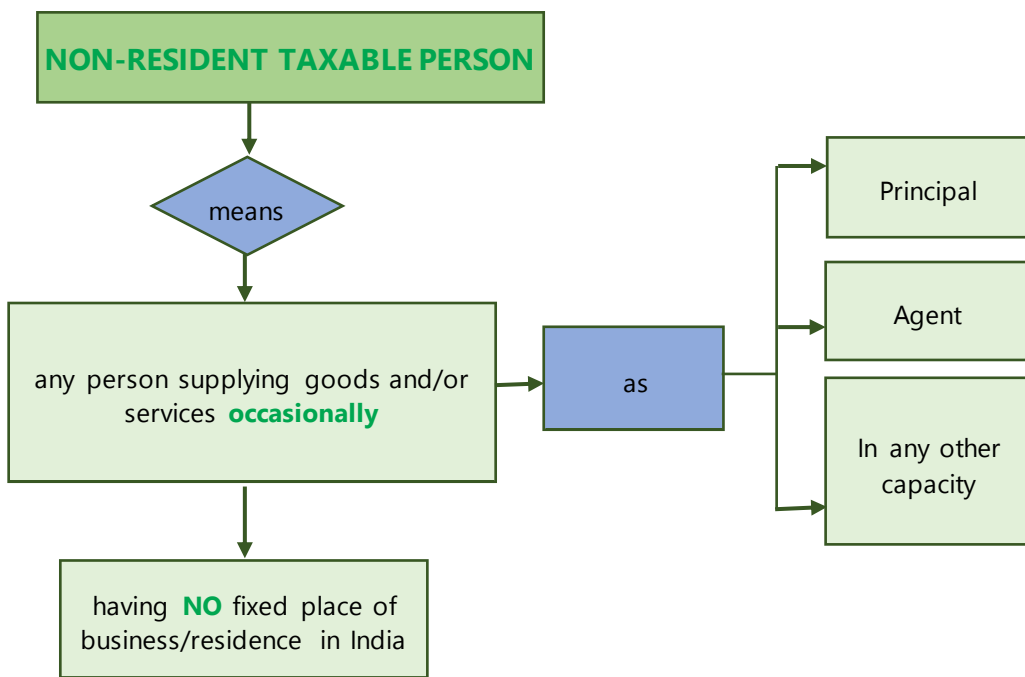 NON-RESIDENT TAXABLE PERSON
means
any person supplying goods and/or
services occasionally
as
Principal
Agent
In any other
capacity
having NO fixed place of
business/residence in India